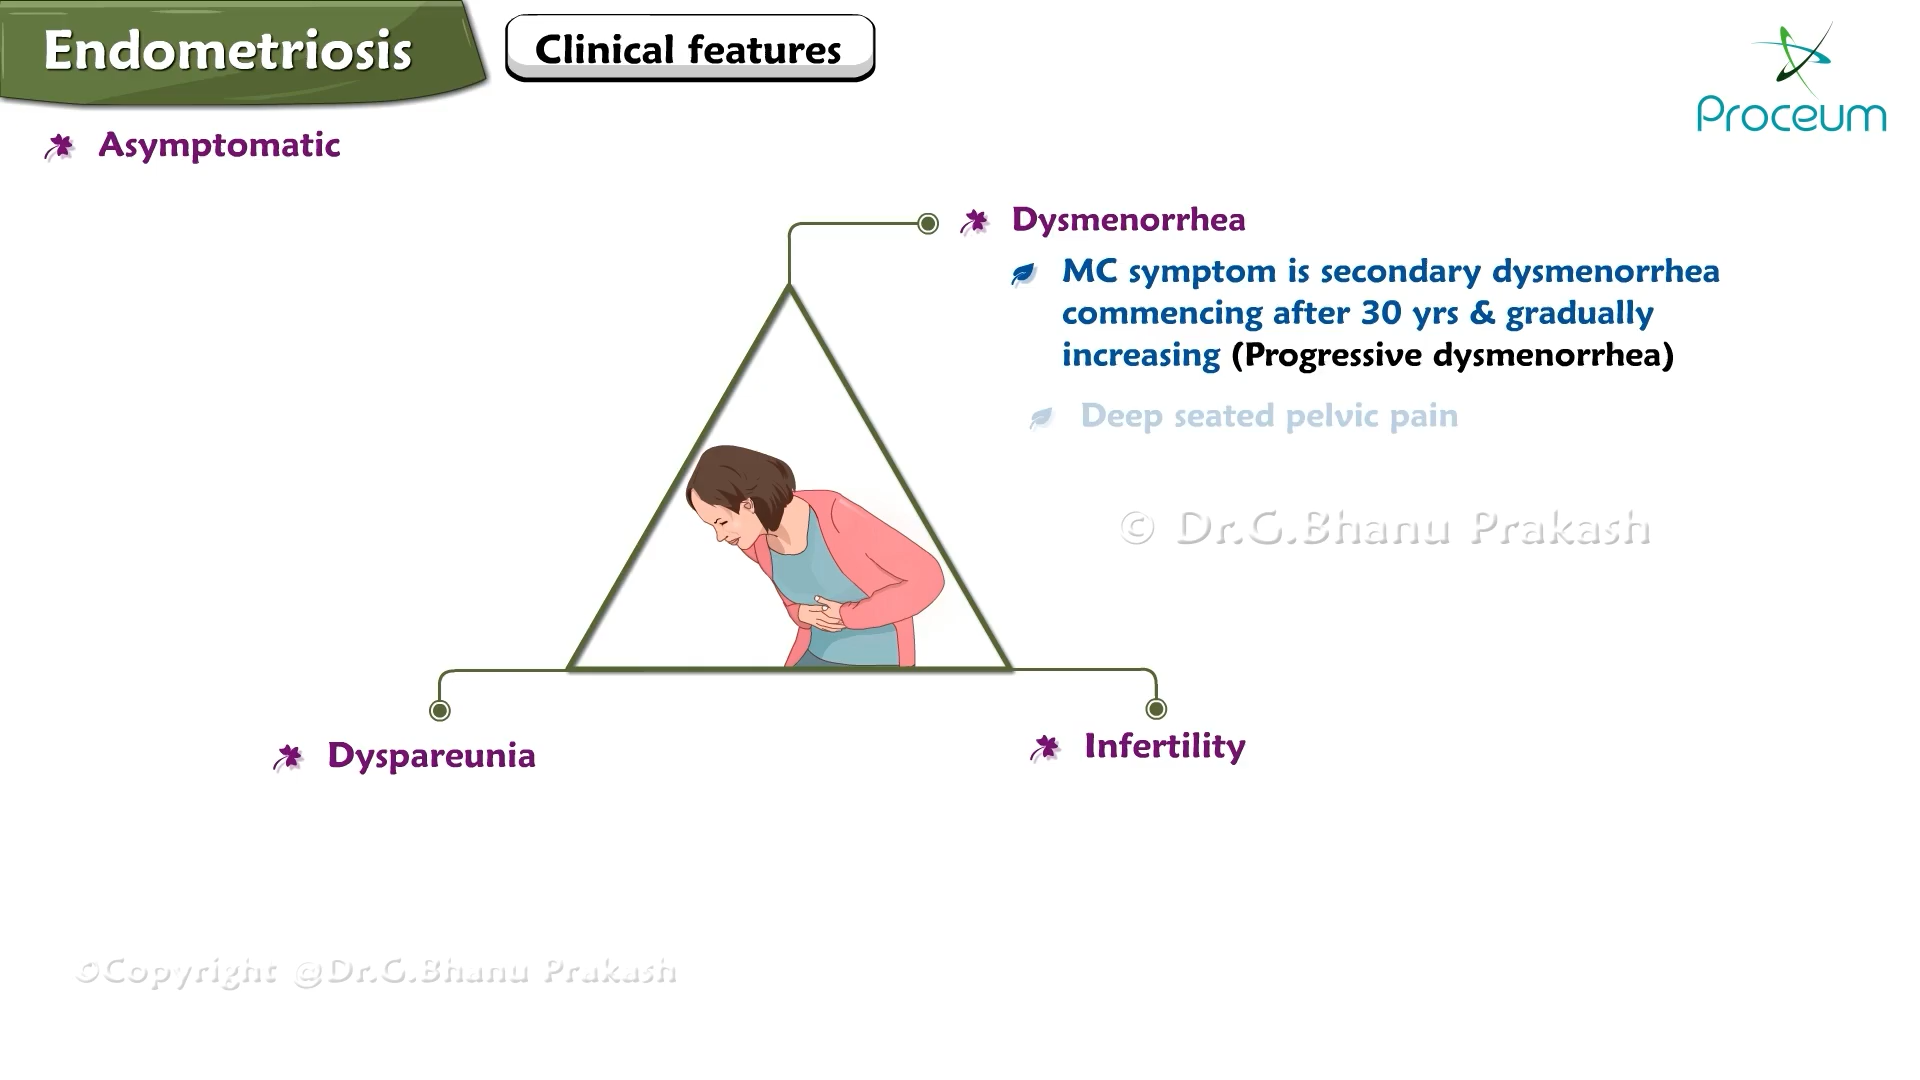 Endometriosis
Clinical features
Proceum
Asymptomatic
Dysmenorrhea
MC symptom is secondary dysmenorrhea
commencing after 30 yrs & gradually
increasing (Progressive dysmenorrhea)
Deep seated pelvic pain
© Dr.G.Bhanu Prakash
Dyspareunia
Infertility
©Copyright @Dr.G.Bhanu Prakash